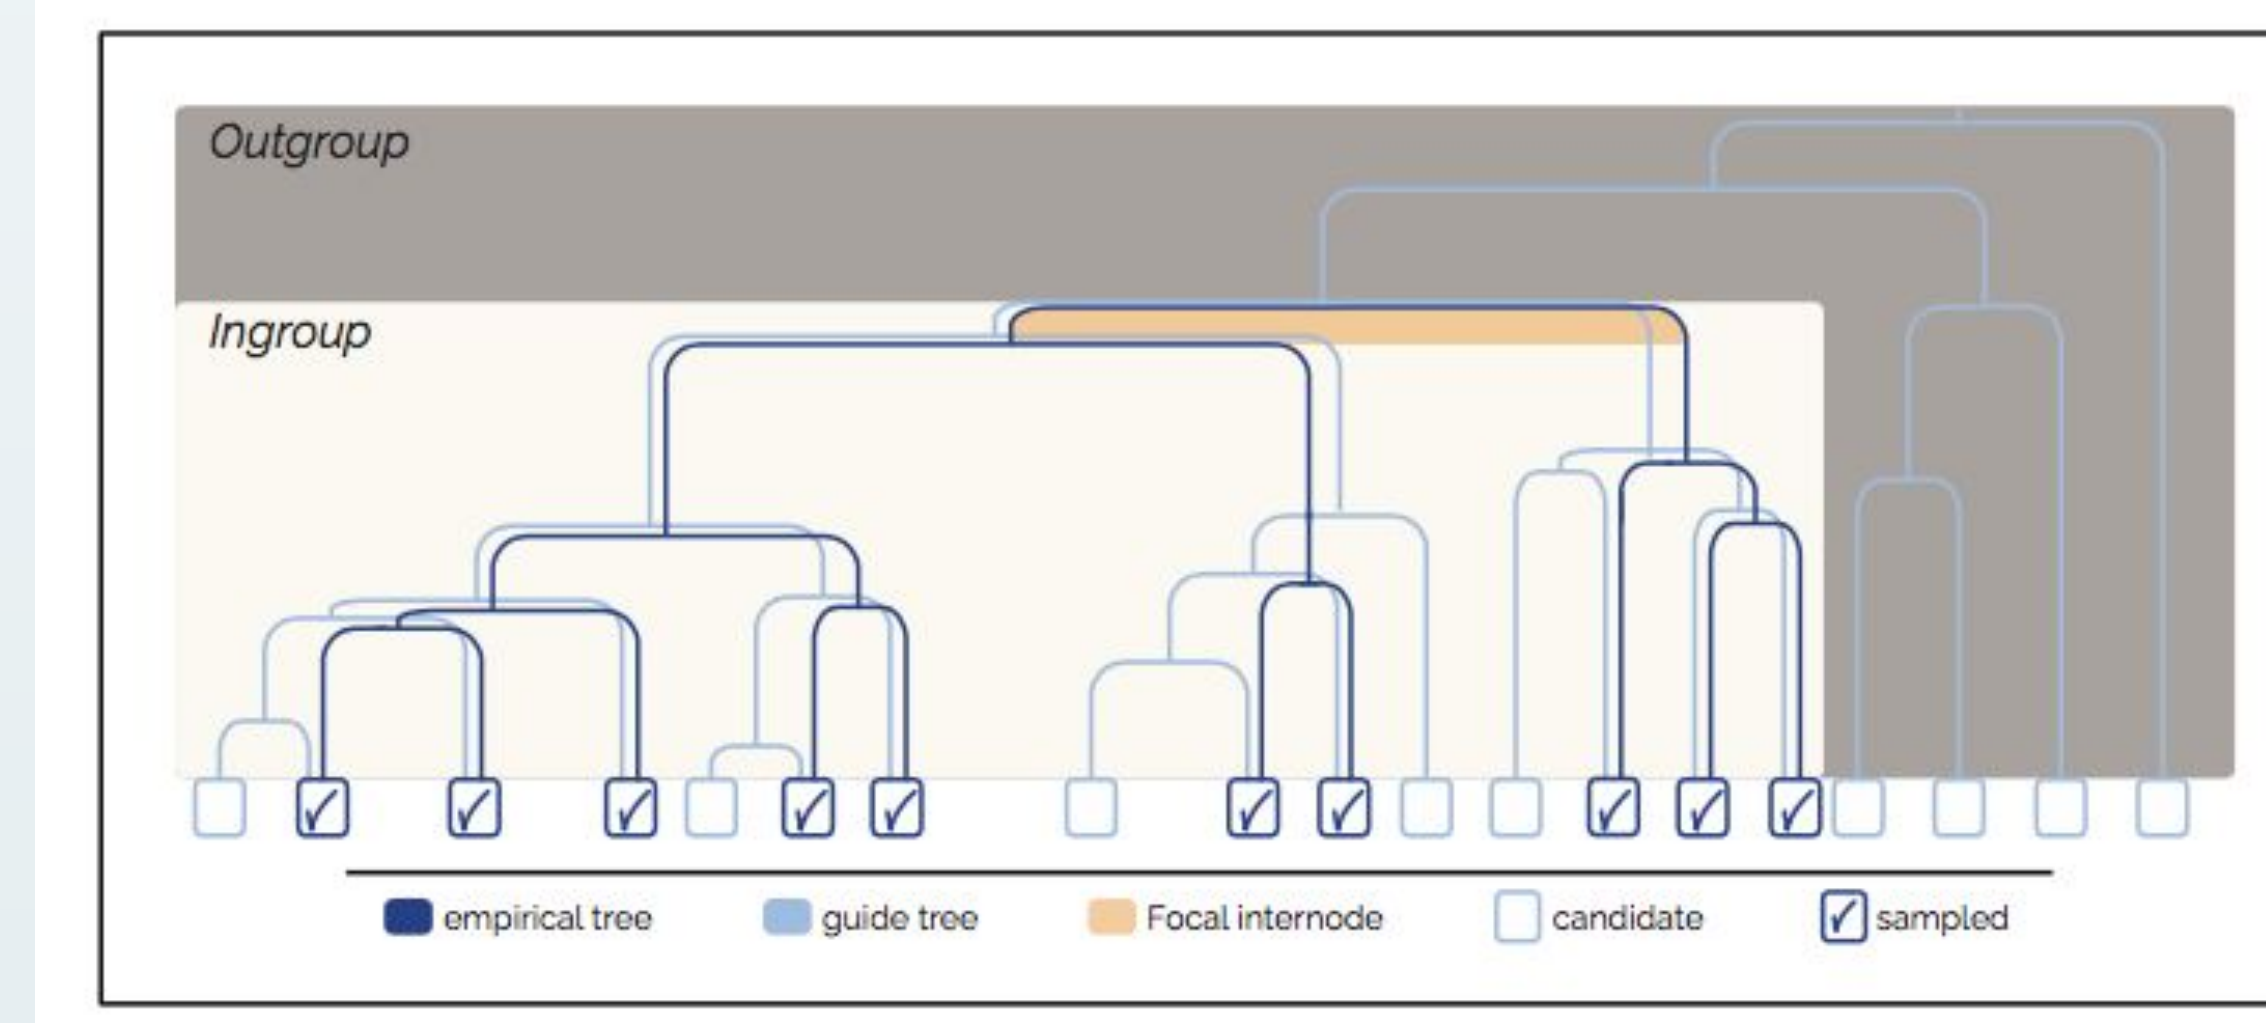 Outgroup
Ingroup
empirical tree guide tree Focal internode candidate sampled